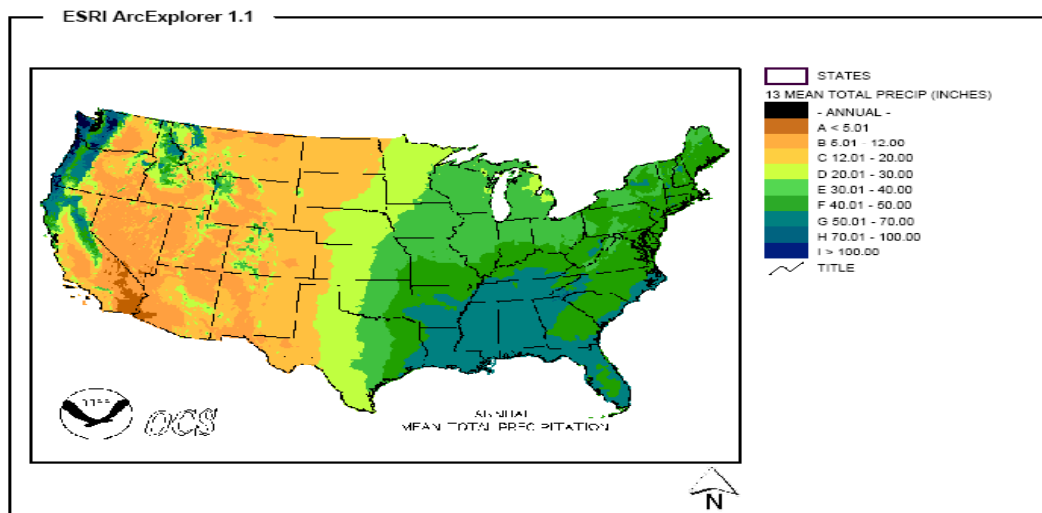 ESRI ArcExplorer 1.1
STATES
13 MEAN TOTAL PRECIP (INCHES)
- ANNUAL -
A < 5.01
B 5.01 - 12.00
C 12.01 - 20.00
D 20.01 - 30.00
E 30.01 - 40.00
F 40.01 - 50.00
G 50.01 - 70.00
H 70.01 - 100.00
I > 100.00
TITLE
OCS
ANNUAL
MEAN TOTAL PRECIPITATION
N